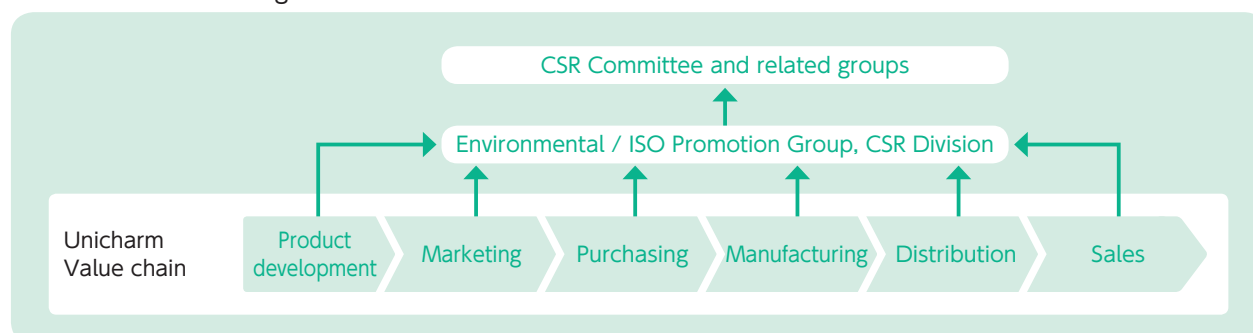 CSR Committee and related groups
Environmental / ISO Promotion Group, CSR Division
Unicharm
Value chain
Product
development
Marketing
Purchasing
Manufacturing
Distribution
Sales